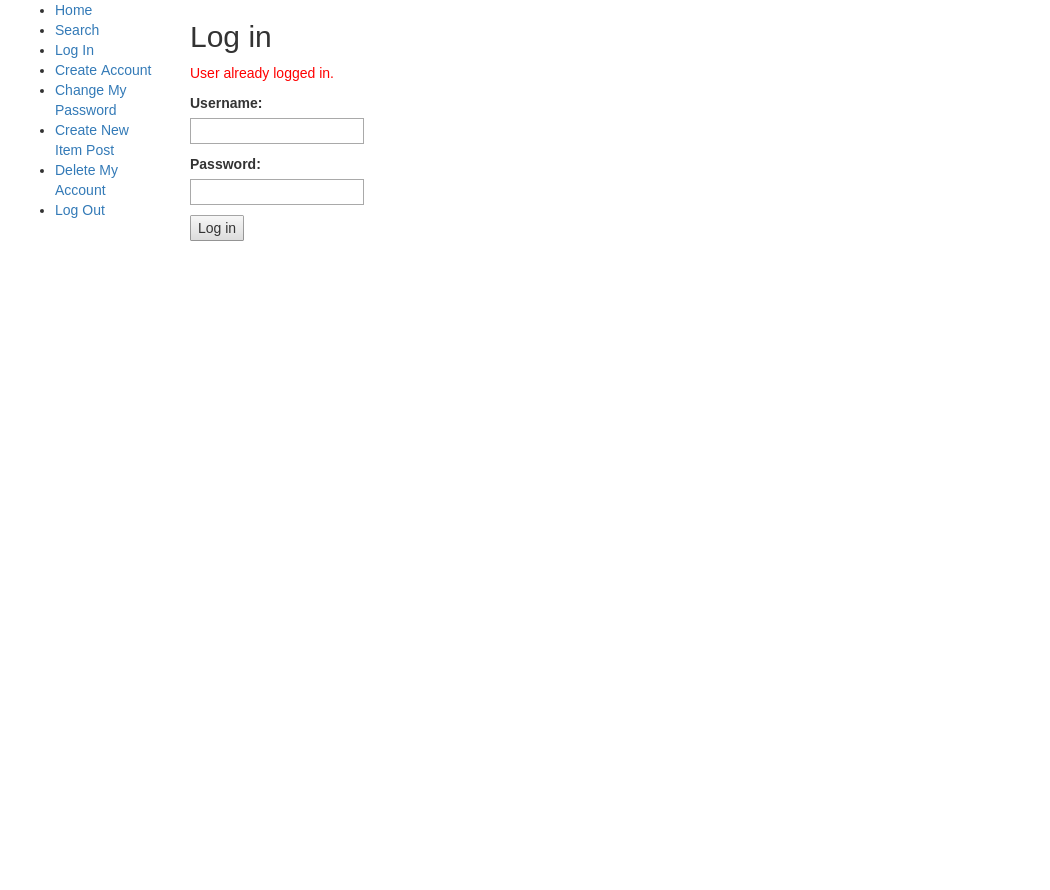 Home
Search
Log In
Create Account
Change My
Password
Create New
Item Post
Delete My
Account
Log Out
Log in
User already logged in.
Username:
Password:
Log in